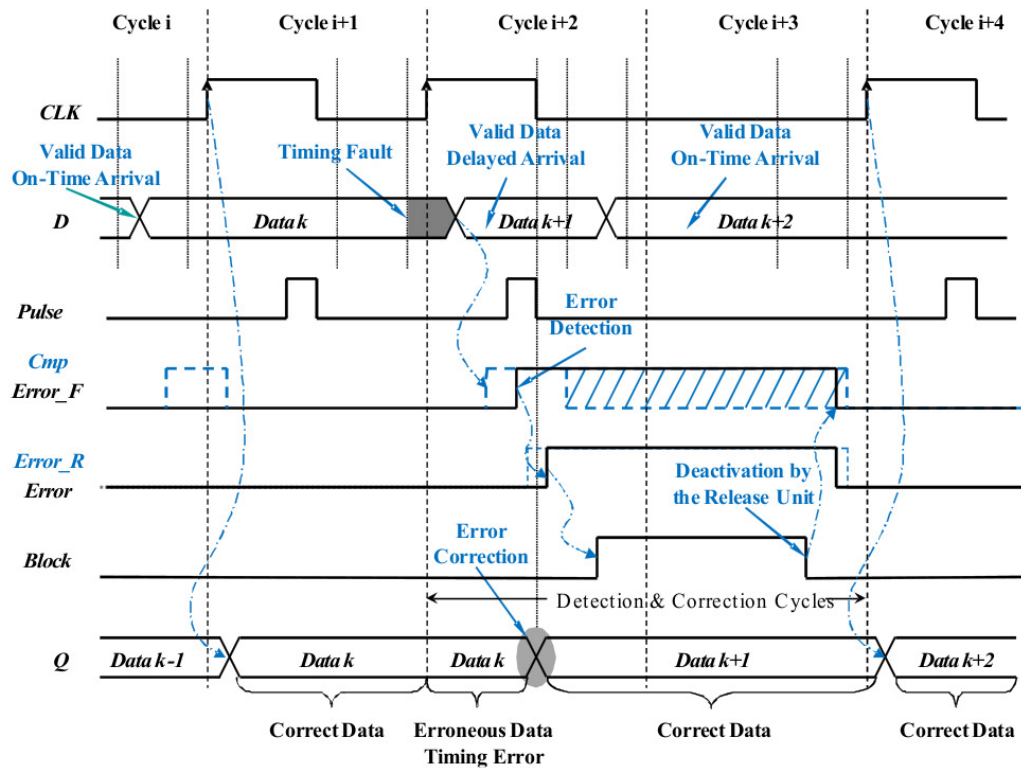 Cycle i Cycle i+1 Cycle i+2 Cycle i+3 Cycle i+4
CLK
Valid Data
On-Time Arrival
Timing Fault
Valid Data
Delayed Arrival
Valid Data
On-Time Arrival
D Data k Data k+1 Data k+2
Pulse
Error
Detection
Cmp
Error_F
Error_R
Error
Deactivation by
the Release Unit
Block
Error
Correction
Detection & Correction Cycles
Q Data k-1 Data k Data k Data k+1 Data k+2
Correct Data Erroneous Data Correct Data Correct Data
Timing Error